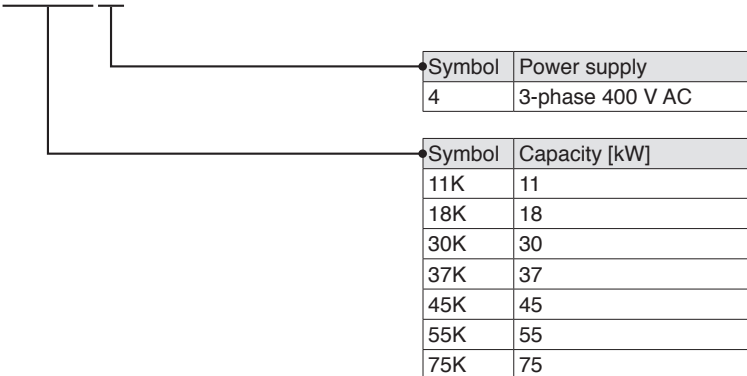 Symbol Power supply
4 3-phase 400 V AC
Symbol Capacity [kW]
11K 11
18K 18
30K 30
37K 37
45K 45
55K 55
75K 75